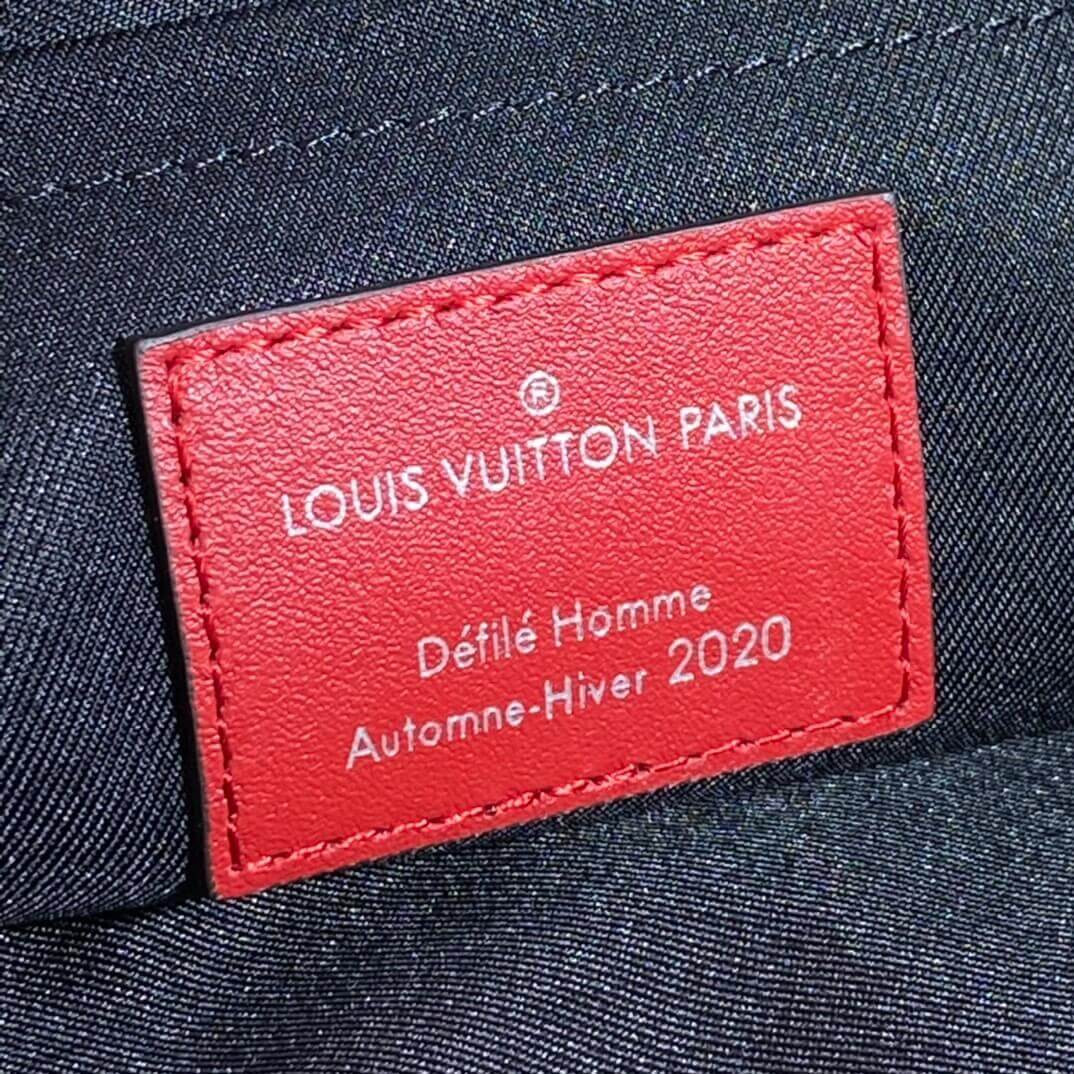 ®
LOUIS VUITTON PARIS
Défilé Homme
Automne-Hiver 2020